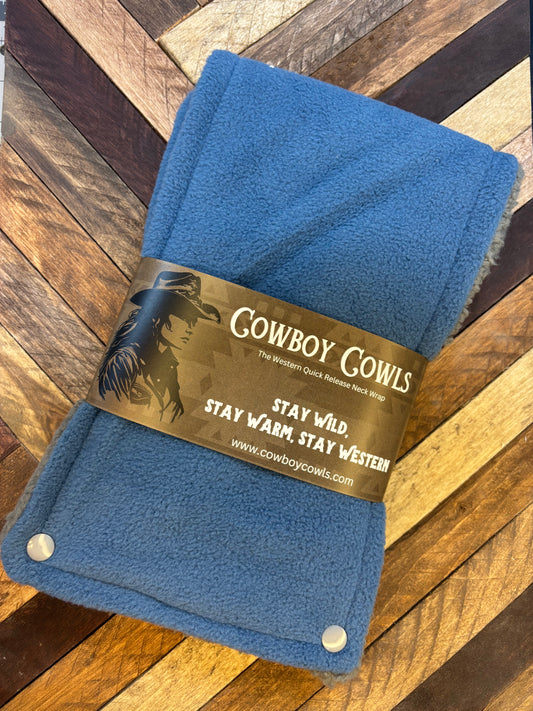 COWBOY COWLS
The Western Quick Release Neck Wrap
STAY WILD,
STAY WARM, STAY WESTERN
www.cowboycowls.com